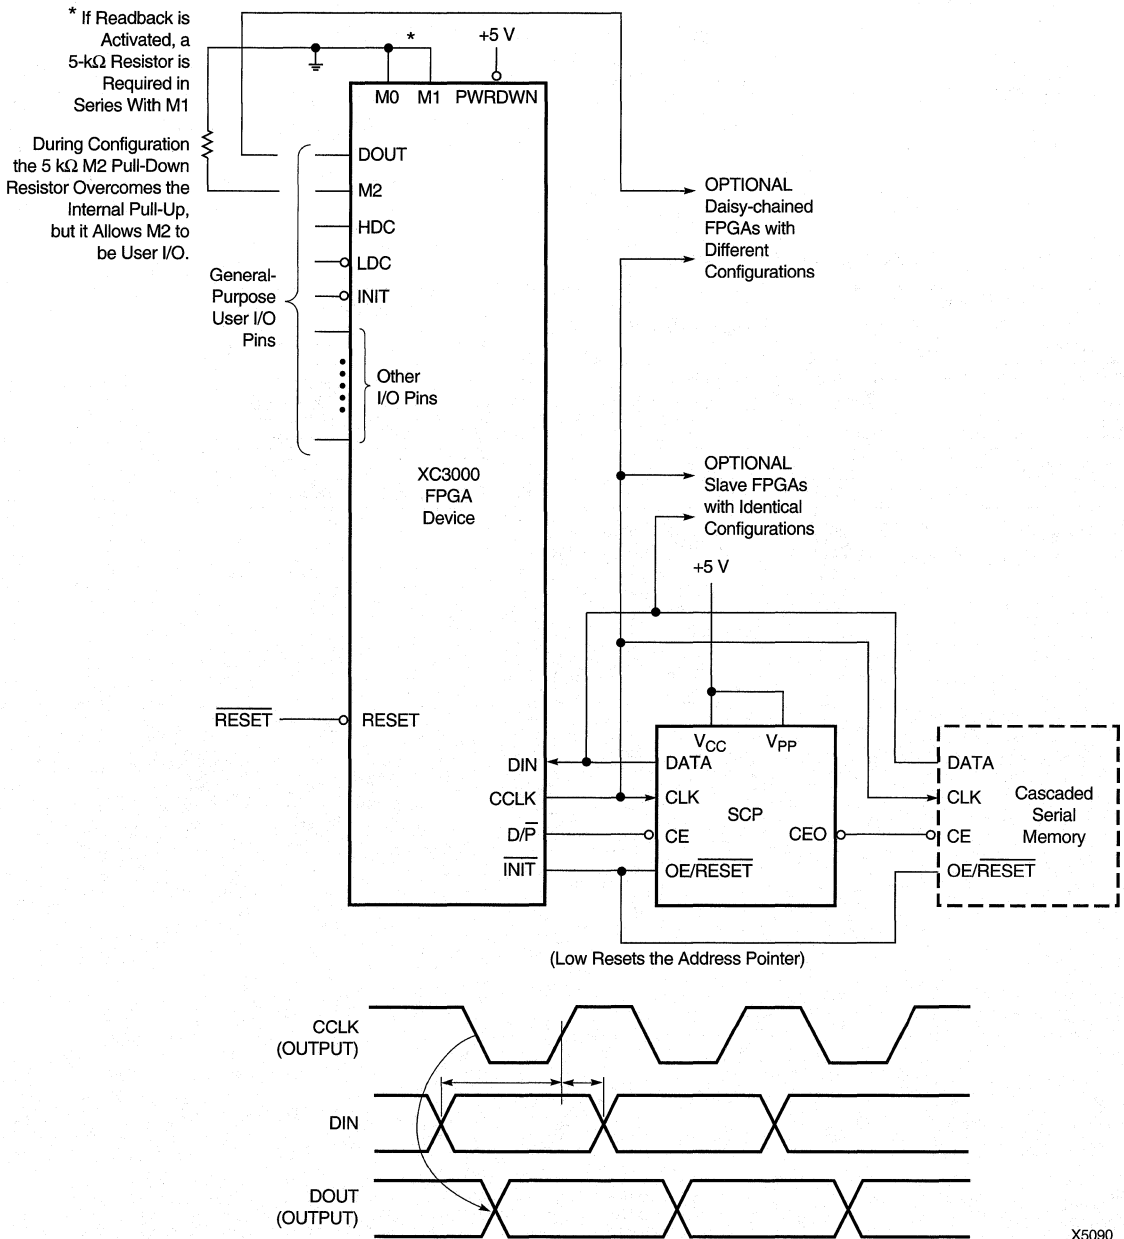 * If Readback is
Activated, a
5-kΩ Resistor is
Required in
Series With M1
During Configuration
the 5 kΩ M2 Pull-Down
Resistor Overcomes the
Internal Pull-Up,
but it Allows M2 to
be User I/O.
*
+5 V
M0 M1 PWRDWN
DOUT
M2
HDC
LDC
INIT
General-
Purpose
User I/O
Pins
Other
I/O Pins
XC3000
FPGA
Device
OPTIONAL
Daisy-chained
FPGAs with
Different
Configurations
OPTIONAL
Slave FPGAs
with Identical
Configurations
+5 V
RESET RESET
DIN
CCLK
D/P
INIT
VCC VPP
DATA
CLK
SCP
CE CEO
OE/RESET
DATA
CLK
CE
OE/RESET
Cascaded
Serial
Memory
(Low Resets the Address Pointer)
CCLK
(OUTPUT)
DIN
DOUT
(OUTPUT)
X5090